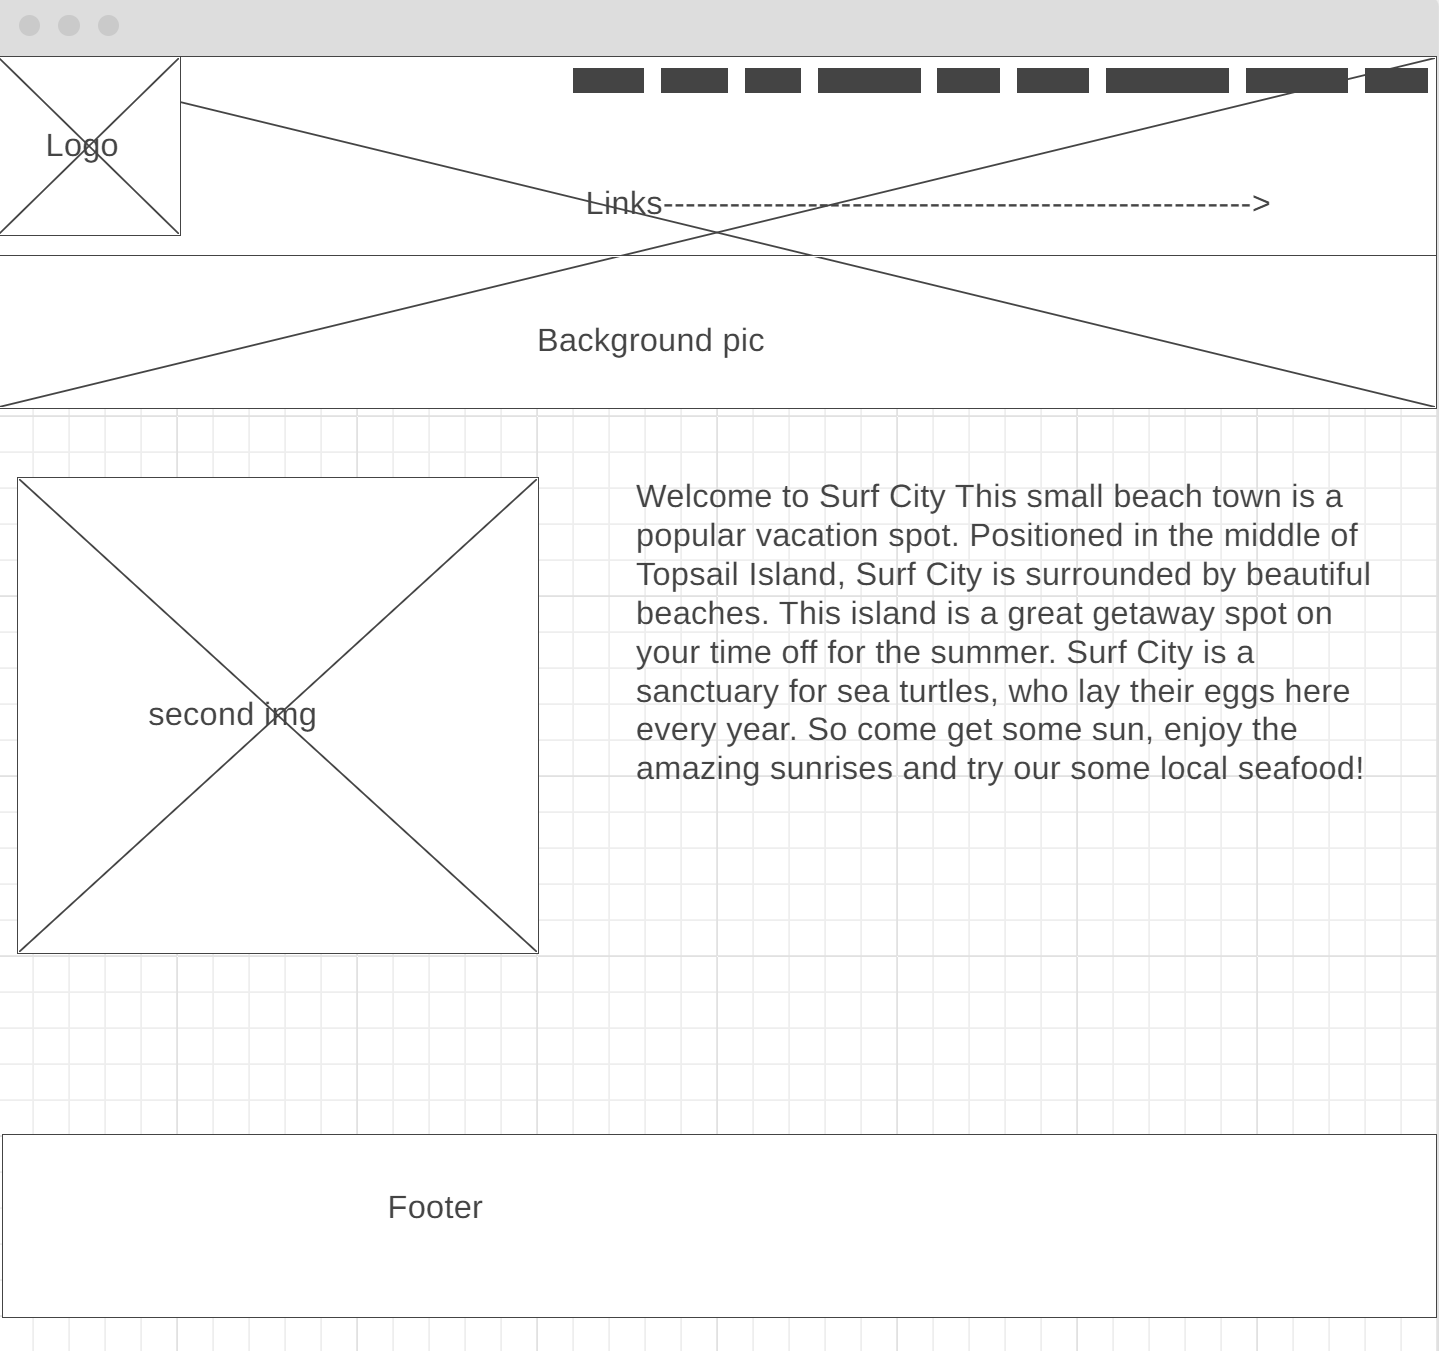 Logo
Links------------------------------------------------>
Background pic
Welcome to Surf City This small beach town is a
popular vacation spot. Positioned in the middle of
Topsail Island, Surf City is surrounded by beautiful
beaches. This island is a great getaway spot on
your time off for the summer. Surf City is a
sanctuary for sea turtles, who lay their eggs here
every year. So come get some sun, enjoy the
amazing sunrises and try our some local seafood!
second img
Footer